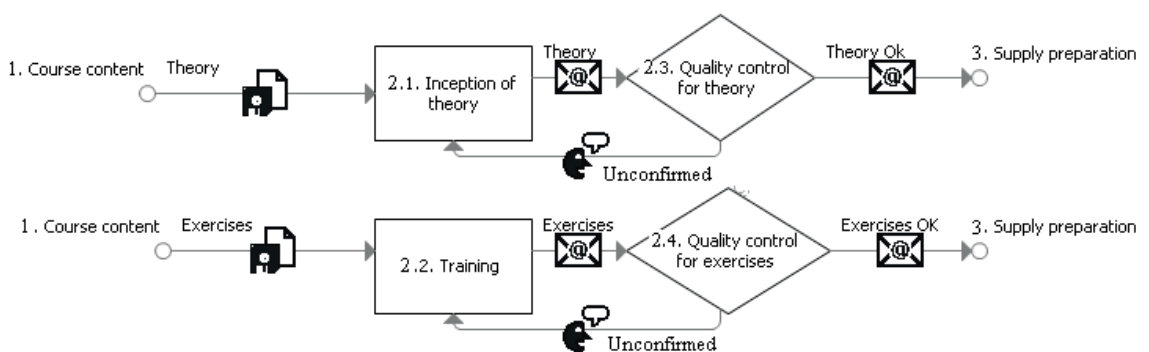 1. Course content
Theory
2.1. Inception of
theory
Theory
@
2.3. Quality control
for theory
Theory Ok
@
3. Supply preparation
Unconfirmed
1. Course content
Exercises
2.2. Training
Exercises
@
2.4. Quality control
for exercises
Exercises OK
@
3. Supply preparation
Unconfirmed